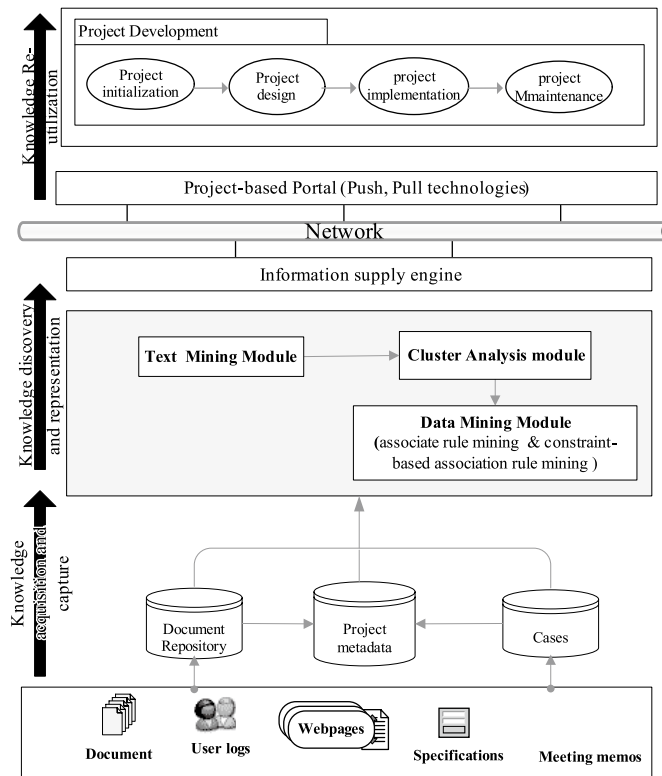 Project Development
Project
initialization
Project
design
project
implementation
project
Mmaintenance
Knowledge Re-
utilization
Project-based Portal (Push, Pull technologies)
Network
Information supply engine
Knowledge discovery
and representation
Text Mining Module
Cluster Analysis module
Data Mining Module
(associate rule mining & constraint-
based association rule mining )
Knowledge
acquisition and
capture
Document
Repository
Project
metadata
Cases
Document
User logs
Webpages
Specifications
Meeting memos